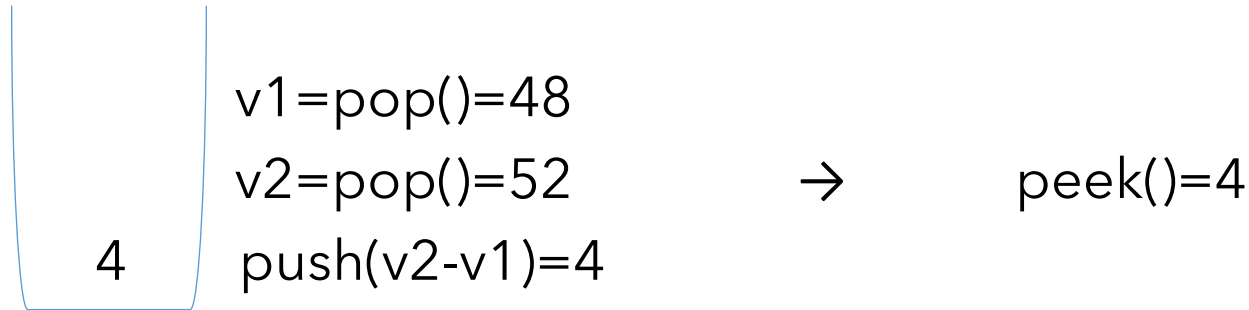 v1=pop()=48
v2=pop()=52 → peek()=4
4 push(v2-v1)=4